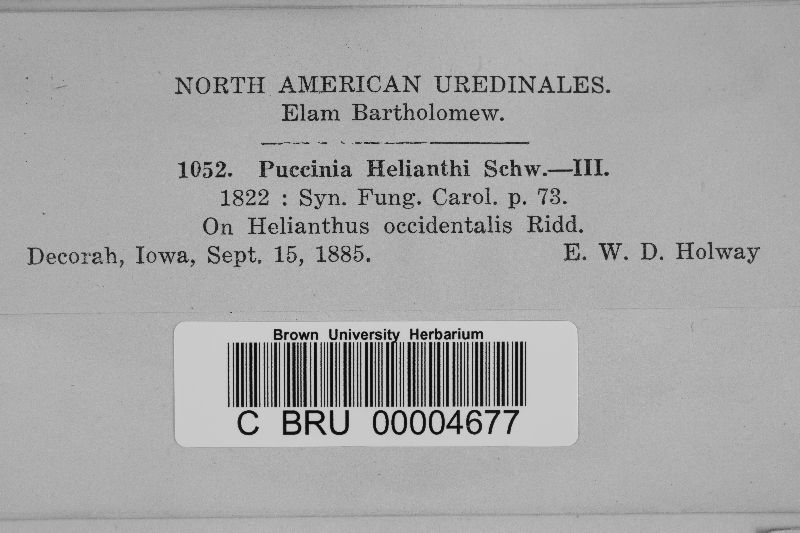 NORTH AMERICAN UREDINALES.
Elam Bartholomew.
1052. Puccinia Helianthi Schw.—III.
1822 : Syn. Fung. Carol. p. 73.
On Helianthus occidentalis Ridd.
Decorah, Iowa, Sept. 15, 1885. E. W. D. Holway
Brown University Herbarium
C BRU 00004677